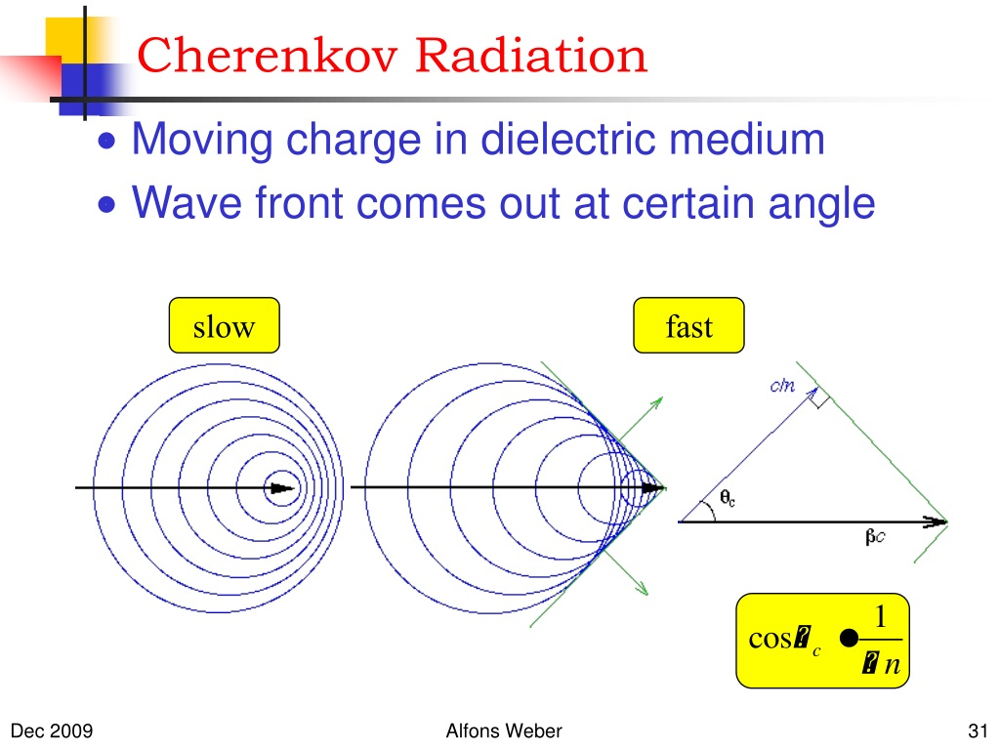 Cherenkov Radiation
• Moving charge in dielectric medium
• Wave front comes out at certain angle
slow
fast
c/n
θc
βc
1
cos c
n
Dec 2009 Alfons Weber 31